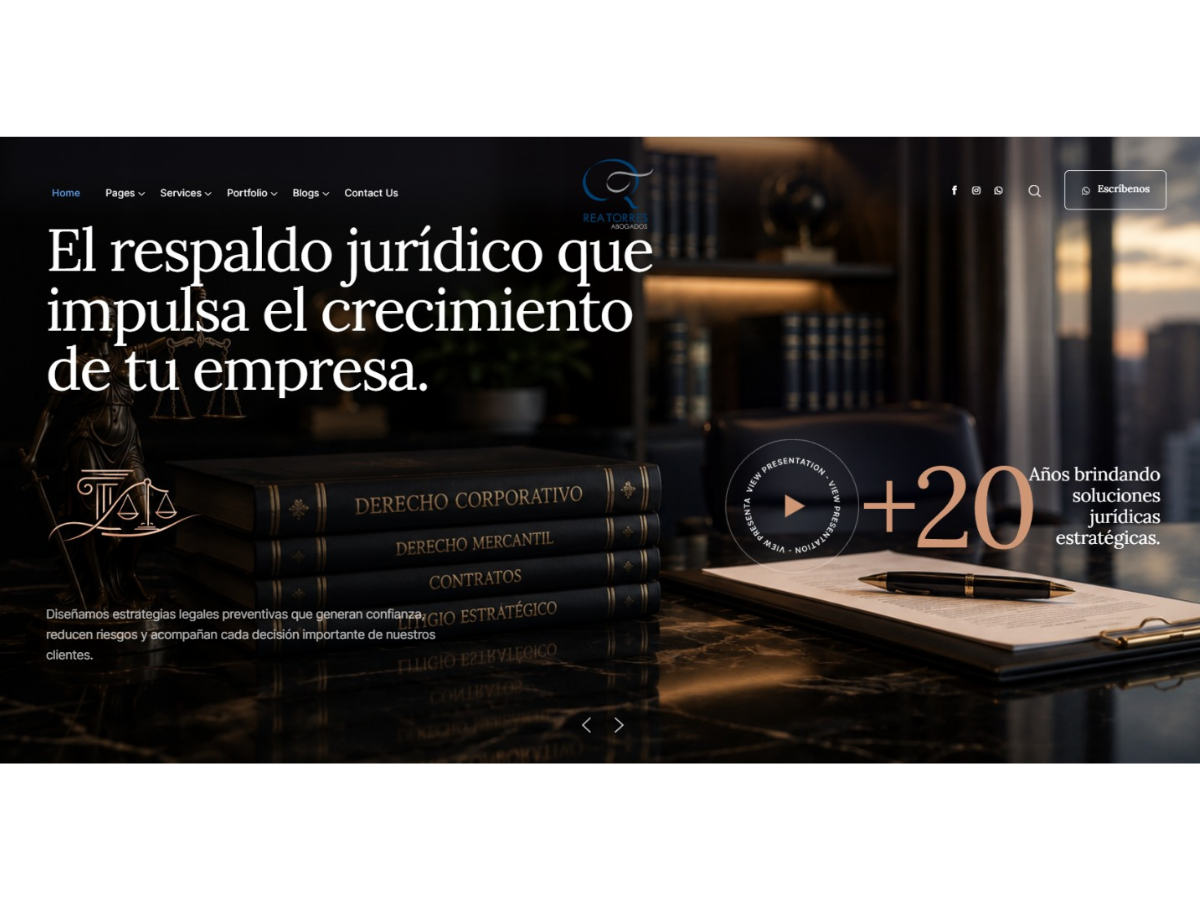 Home Pages Services Portfolio Blogs Contact Us
REA TORRES
ABOGADOS
Escríbenos
El respaldo jurídico que
impulsa el crecimiento
de tu empresa.
DERECHO CORPORATIVO
DERECHO MERCANTIL
CONTRATOS
ESTRATÉGICO
VIEW PRESENTATION - VIEW PRESENTATION - VIEW PRESENTA
+20
Años brindando
soluciones
jurídicas
estratégicas.
Diseñamos estrategias legales preventivas que generan confianza,
reducen riesgos y acompañan cada decisión importante de nuestros
clientes.